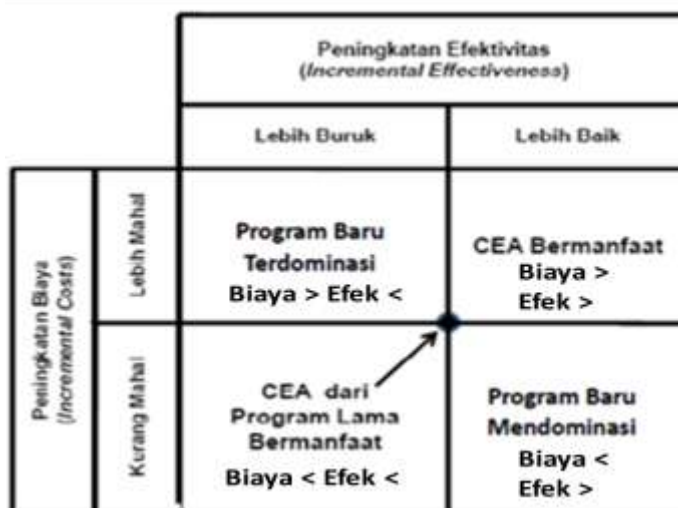 Peningkatan Efektivitas
(Incremental Effectiveness)
Lebih Buruk
Lebih Baik
Peningkatan Biaya
(Incremental Costs)
Lebih Mahal
Program Baru
Terdominasi
Biaya > Efek <
CEA Bermanfaat
Biaya >
Efek >
Kurang Mahal
CEA dari
Program Lama
Bermanfaat
Biaya < Efek <
Program Baru
Mendominasi
Biaya <
Efek >